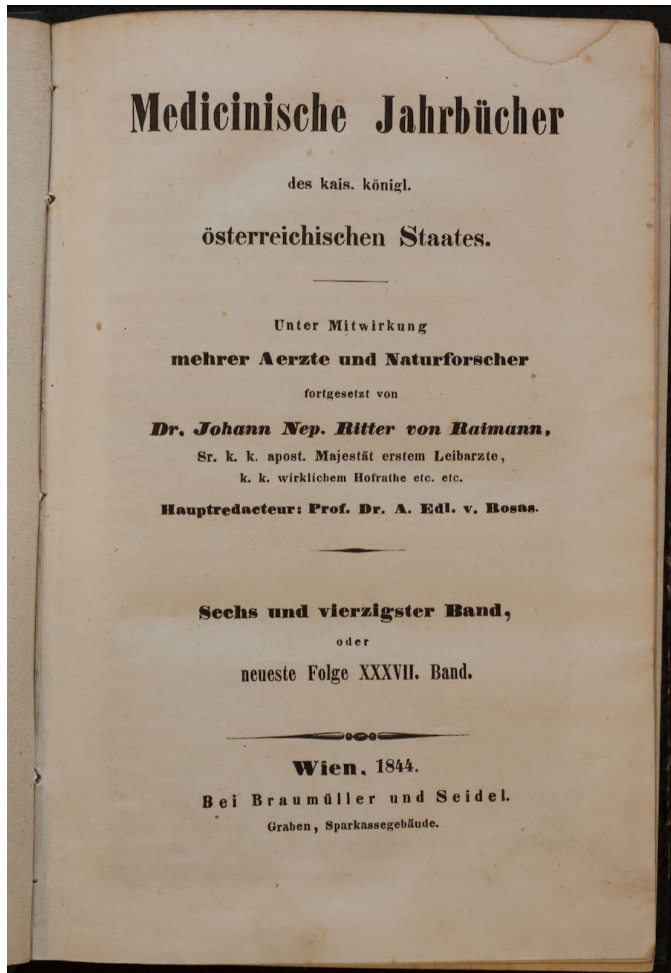 Medicinische Jahrbücher
des kais. königl.
österreichischen Staates.
Unter Mitwirkung
mehrer Aerzte und Naturforscher
fortgesetzt von
Dr. Johann Nep. Ritter von Raimann,
Sr. k. k. apost. Majestät erstem Leibarzte,
k. k. wirklichem Hofrathe etc. etc.
Hauptredacteur: Prof. Dr. A. Edl. v. Rosas.
Sechs und vierzigster Band,
oder
neueste Folge XXXVII. Band.
Wien, 1844.
Bei Braumüller und Seidel.
Graben, Sparkassegebäude.